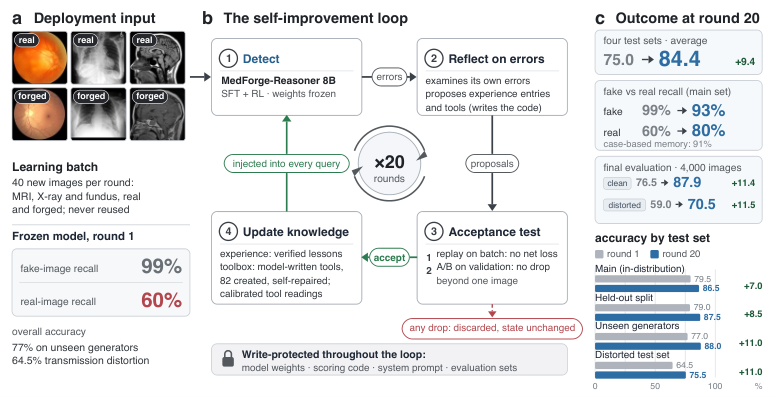 a Deployment input
real
real
real
forged
forged
forged
Learning batch
40 new images per round:
MRI, X-ray and fundus, real
and forged; never reused
Frozen model, round 1
fake-image recall 99%
real-image recall 60%
overall accuracy
77% on unseen generators
64.5% transmission distortion
b The self-improvement loop
1 Detect
MedForge-Reasoner 8B
SFT + RL · weights frozen
errors
2 Reflect on errors
examines its own errors
proposes experience entries
and tools (writes the code)
injected into every query
×20
rounds
proposals
4 Update knowledge
experience: verified lessons
toolbox: model-written tools,
82 created, self-repaired;
calibrated tool readings
accept
3 Acceptance test
1 replay on batch: no net loss
2 A/B on validation: no drop
beyond one image
any drop: discarded, state unchanged
Write-protected throughout the loop:
model weights · scoring code · system prompt · evaluation sets
c Outcome at round 20
four test sets · average
75.0 → 84.4 +9.4
fake vs real recall (main set)
fake 99% → 93%
real 60% → 80%
case-based memory: 91%
final evaluation · 4,000 images
clean 76.5 → 87.9 +11.4
distorted 59.0 → 70.5 +11.5
accuracy by test set
round 1 round 20
Main (in-distribution)
79.5
86.5 +7.0
Held-out split
79.0
87.5 +8.5
Unseen generators
77.0
88.0 +11.0
Distorted test set
64.5
75.5 +11.0
0 50 100 %